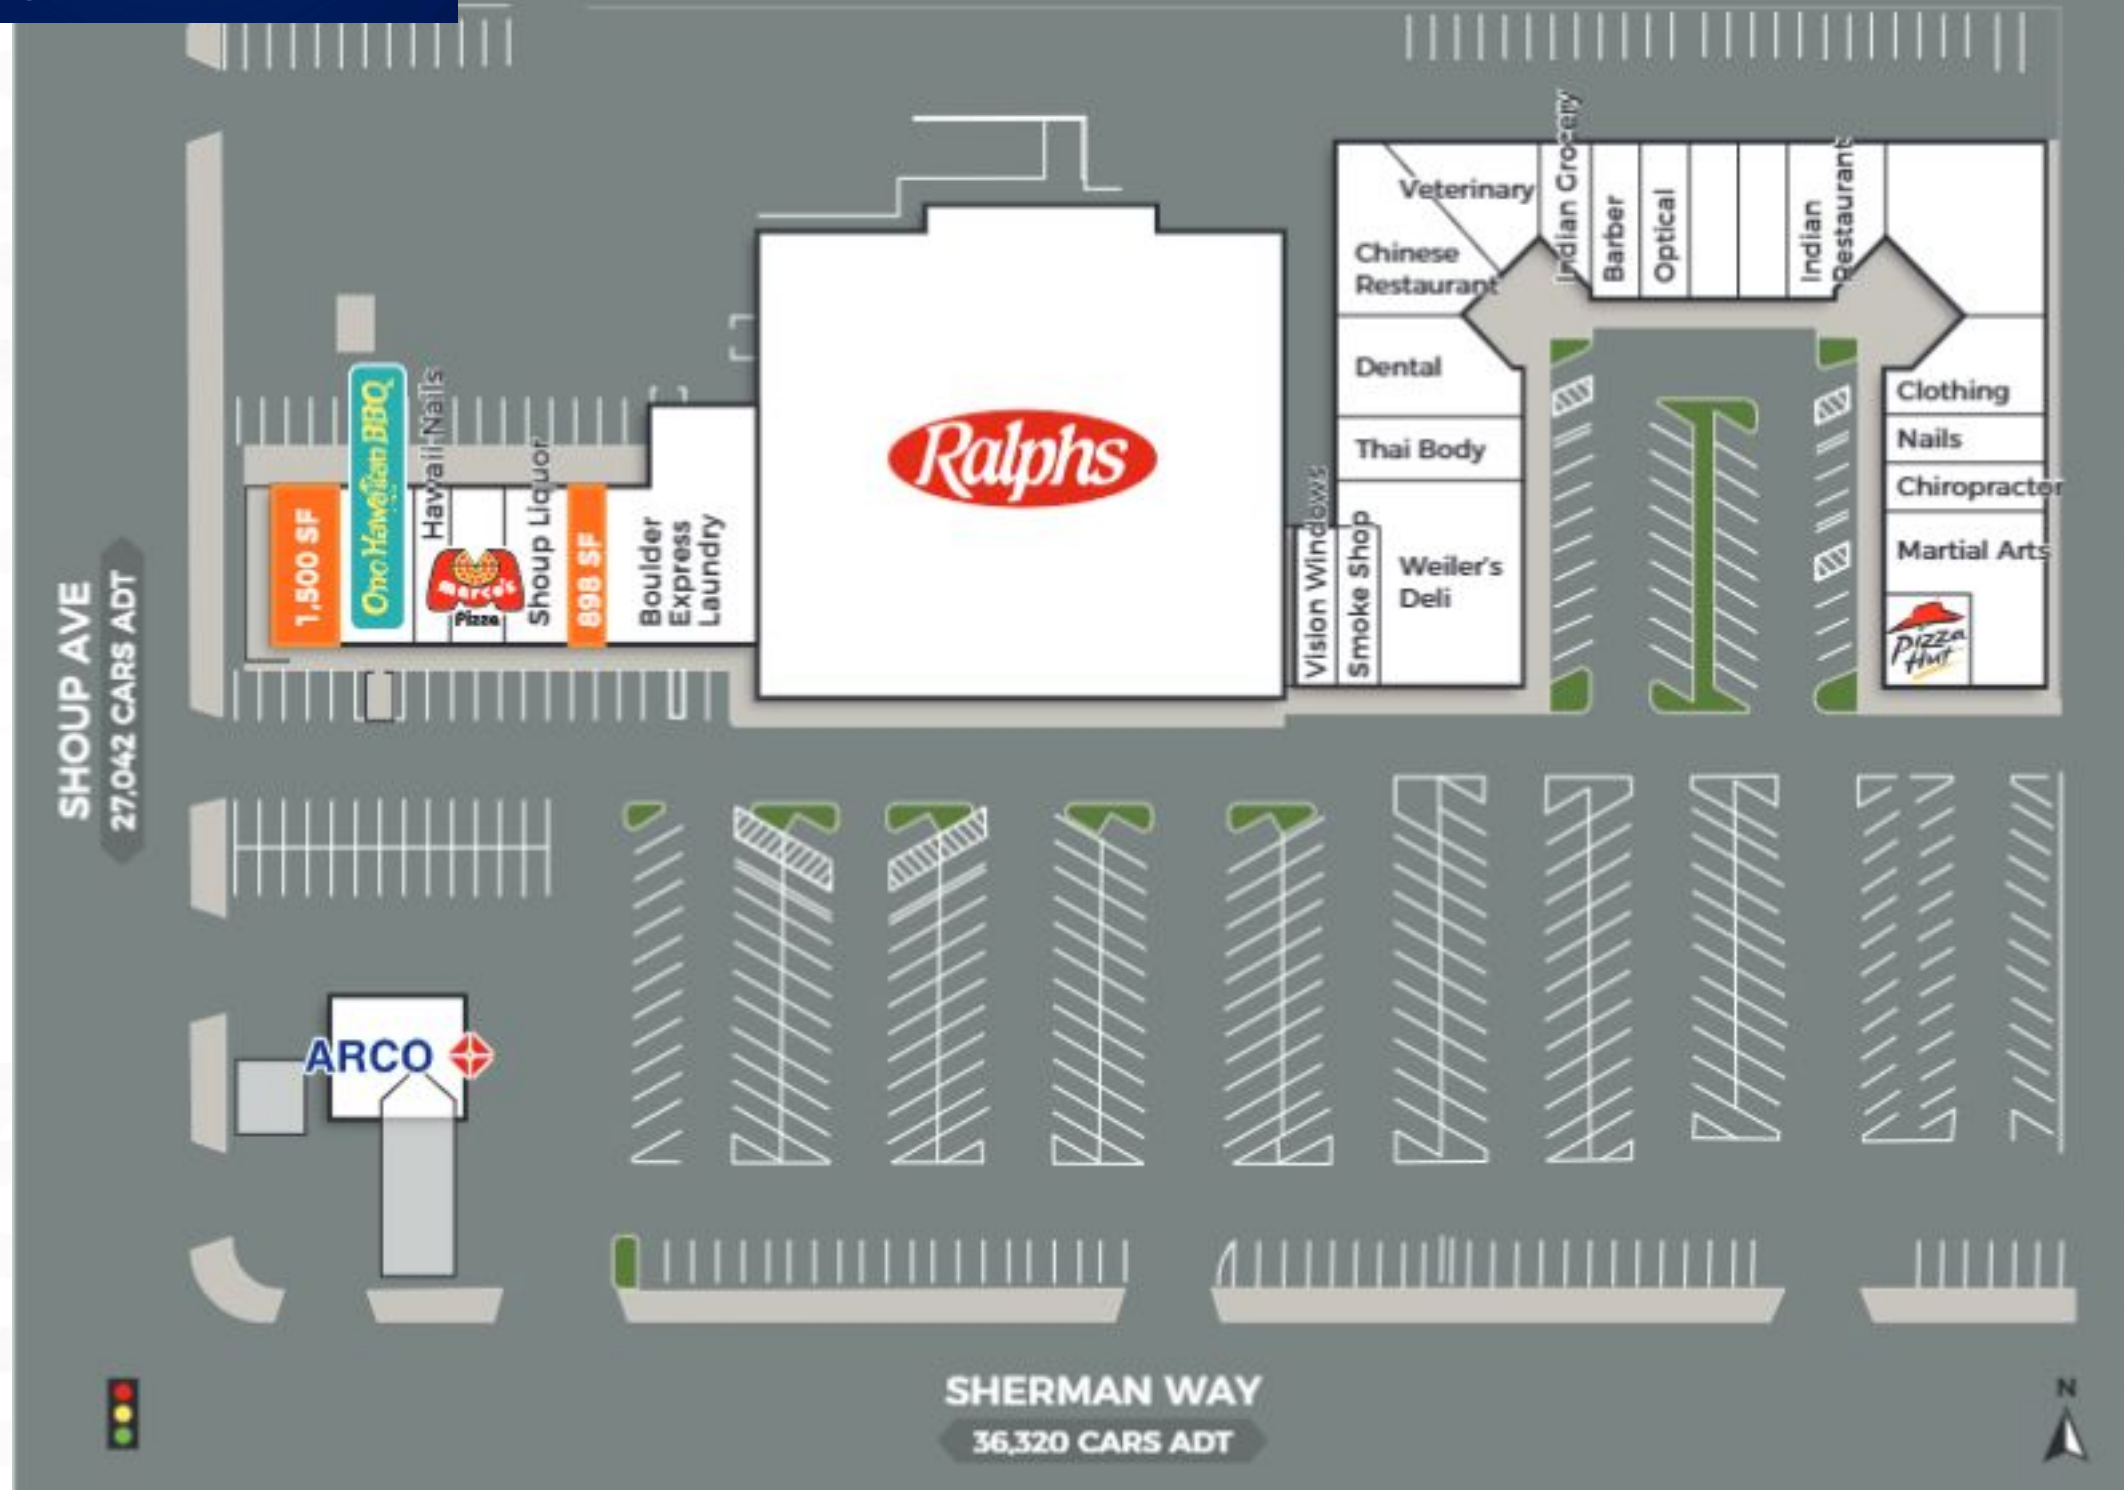 Veterinary
Chinese
Restaurant
Indian Grocery
Barber
Optical
Indian
Restaurant
Dental
Thai Body
Clothing
Nails
Chiropractor
Martial Arts
Pizza
Hut
1,500 SF
Ono Hawaiian BBQ
Hawaii Nails
Marco's
Pizza
Shoup Liquor
898 SF
Boulder
Express
Laundry
Ralphs
Vision Windows
Smoke Shop
Weiler's
Deli
SHOUP AVE
27,042 CARS ADT
ARCO
SHERMAN WAY
36,320 CARS ADT
N